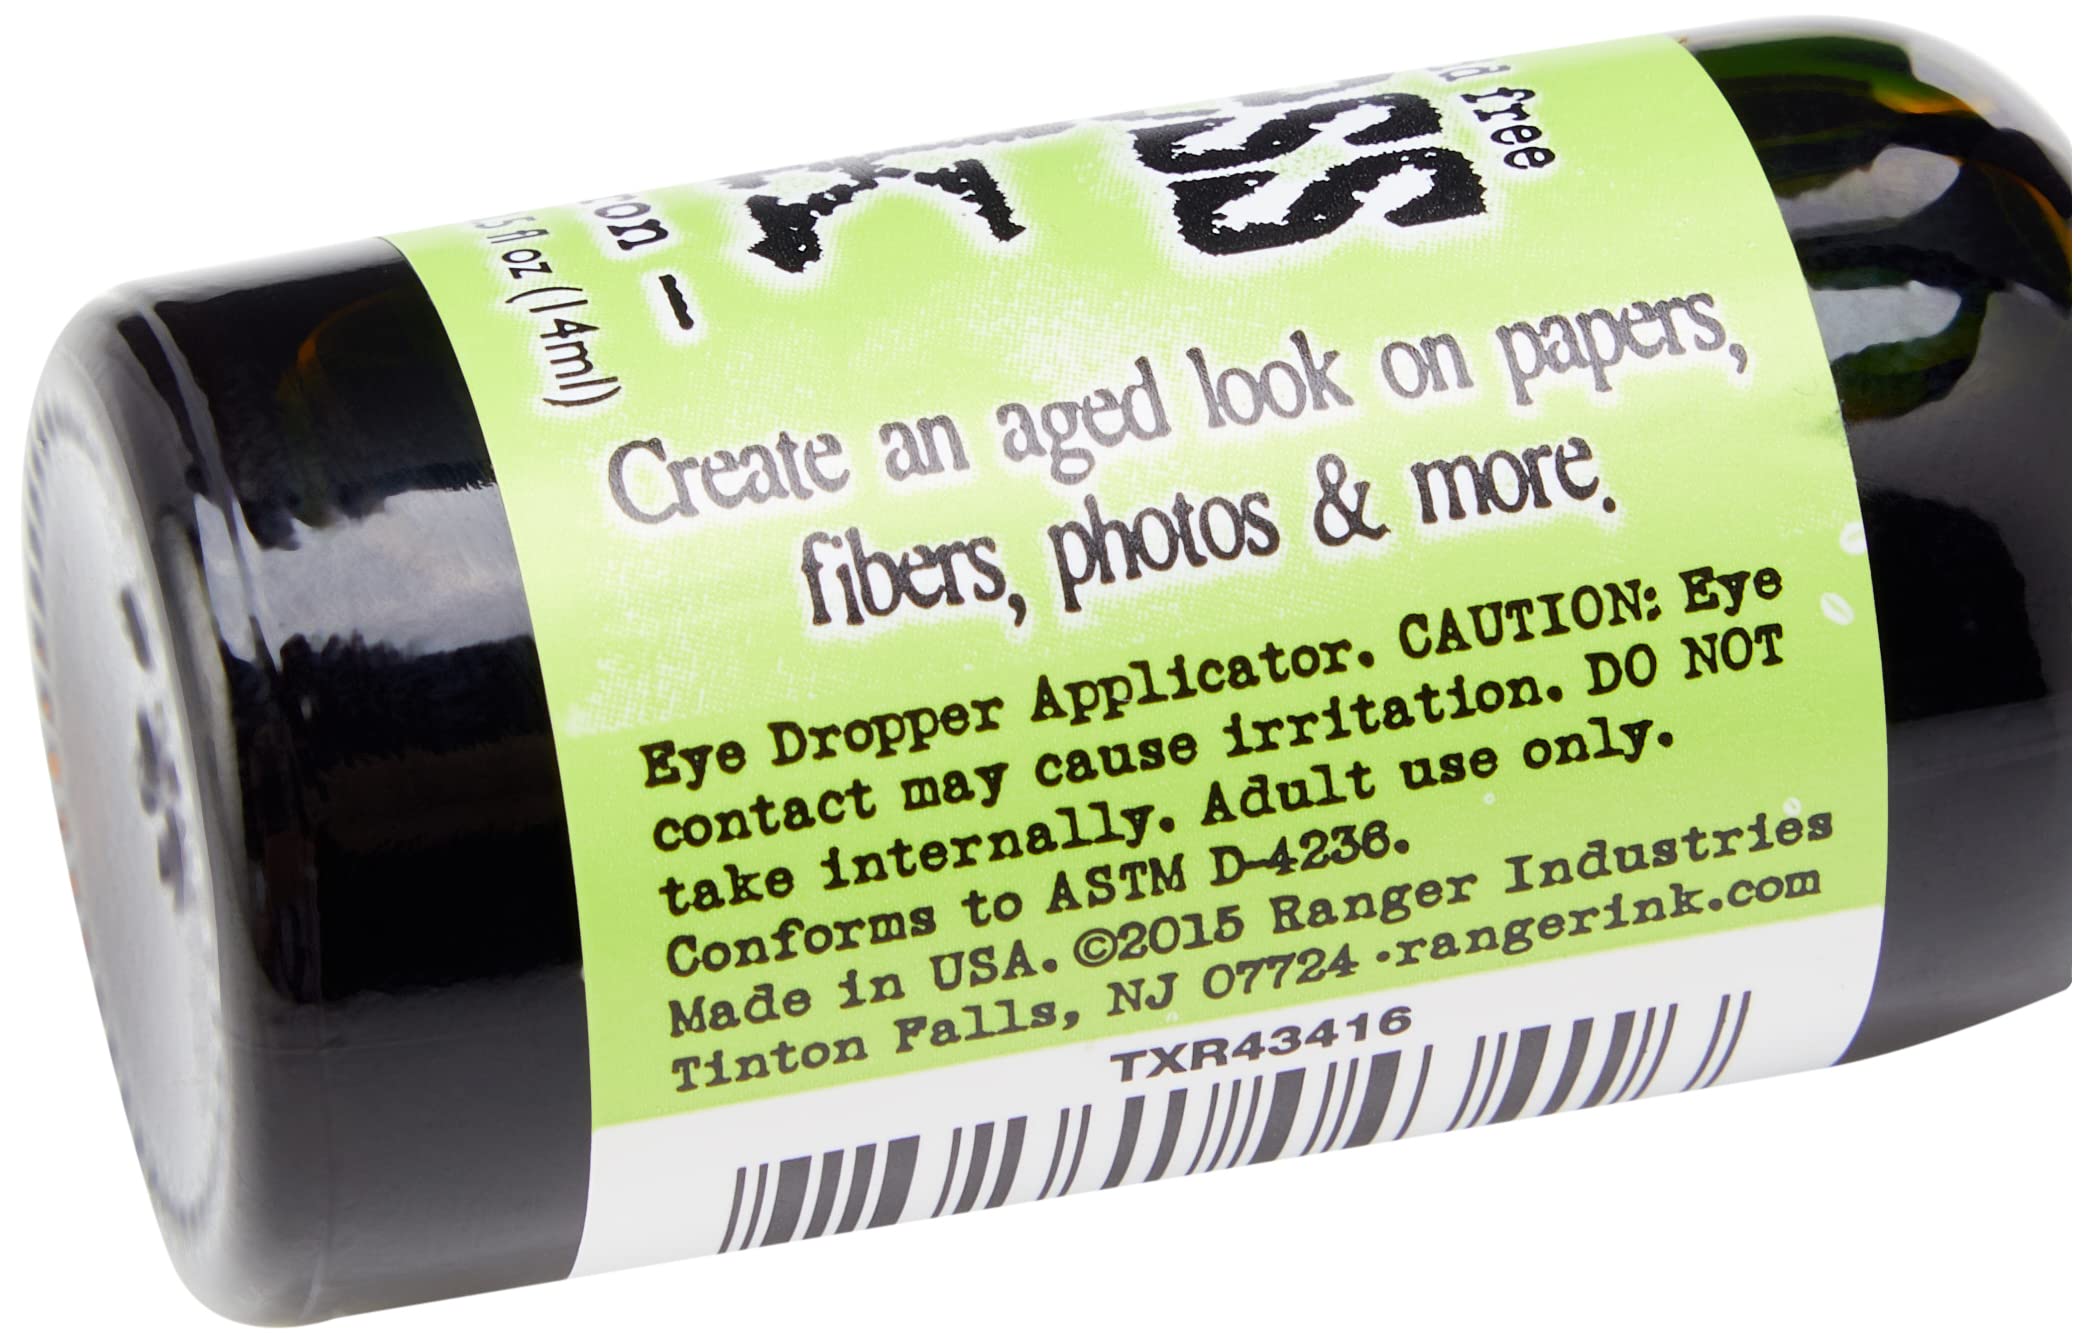 free
.5 fl oz (14ml)
Create an aged look on papers,
fibers, photos & more.
Eye Dropper Applicator. CAUTION: Eye
contact may cause irritation. DO NOT
take internally. Adult use only.
Conforms to ASTM D-4236.
Made in USA. ©2015 Ranger Industries
Tinton Falls, NJ 07724 · rangerink.com
TXR43416